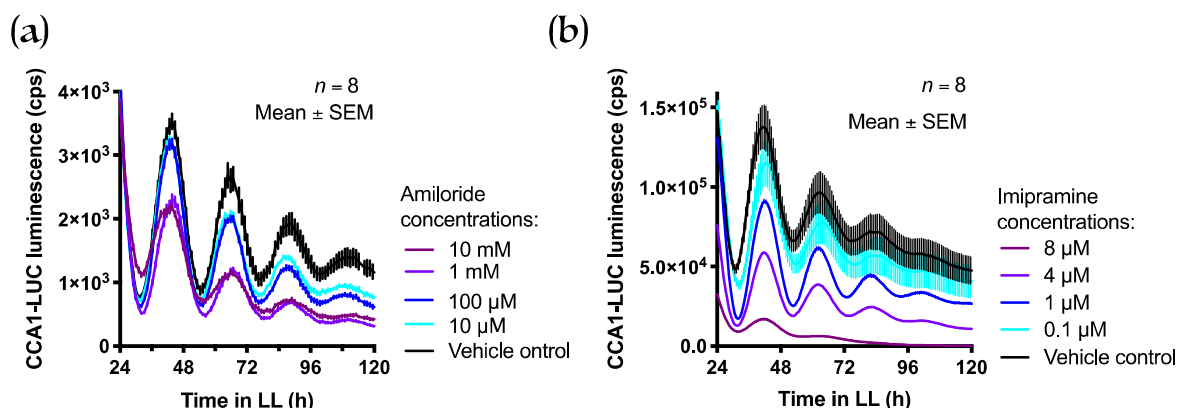 (a)
CCA1-LUC luminescence (cps)
4×10³
3×10³
2×10³
1×10³
0
24
48
72
96
120
Time in LL (h)
n = 8
Mean ± SEM
Amiloride
concentrations:
10 mM
1 mM
100 µM
10 µM
Vehicle ontrol
(b)
CCA1-LUC luminescence (cps)
1.5×10⁵
1.0×10⁵
5.0×10⁴
0.0
24
48
72
96
120
Time in LL (h)
n = 8
Mean ± SEM
Imipramine
concentrations:
8 µM
4 µM
1 µM
0.1 µM
Vehicle control